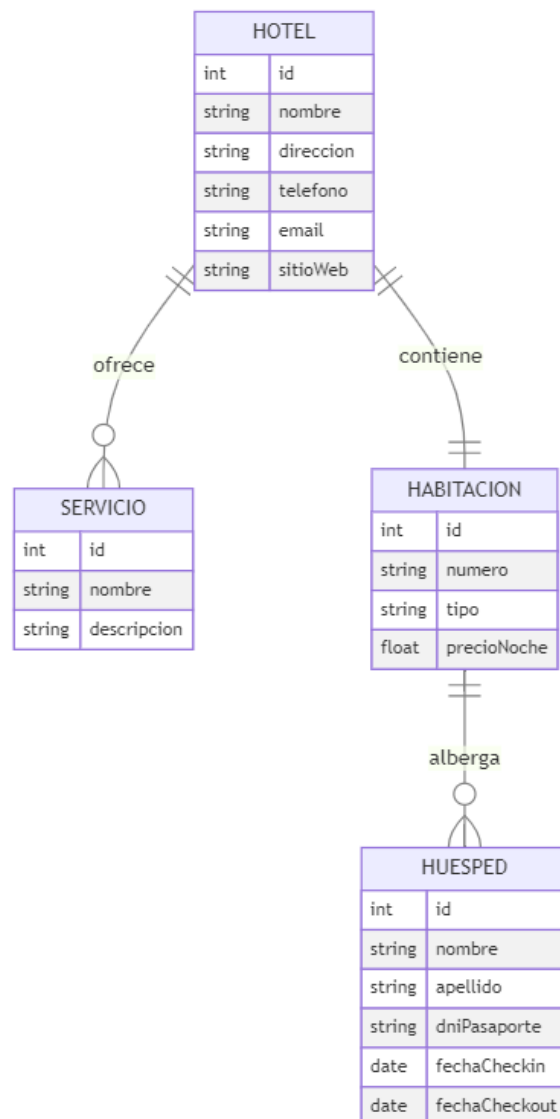 HOTEL
int id
string nombre
string direccion
string telefono
string email
string sitioWeb
ofrece
contiene
SERVICIO
int id
string nombre
string descripcion
HABITACION
int id
string numero
string tipo
float precioNoche
alberga
HUESPED
int id
string nombre
string apellido
string dniPasaporte
date fechaCheckin
date fechaCheckout